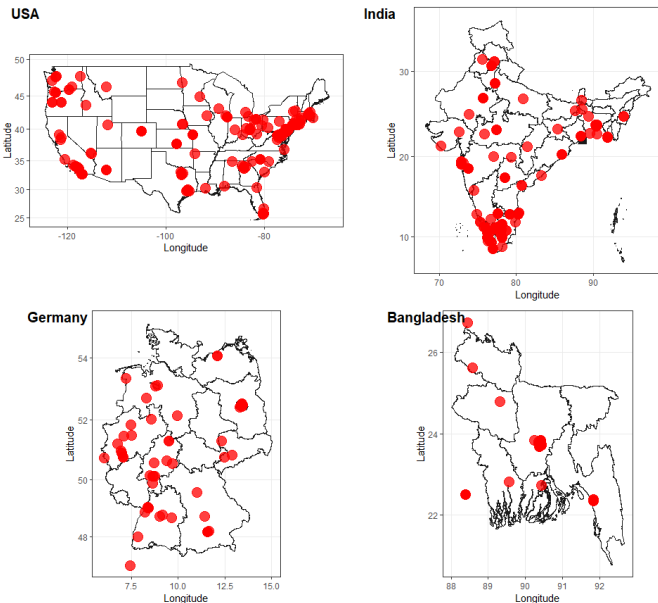 USA
India
50
45
40
35
30
25
Latitude
-120
-100
-80
Longitude
30
20
10
Latitude
70
80
90
Longitude
Germany
Bangladesh
54
52
50
48
Latitude
7.5
10.0
12.5
15.0
Longitude
26
24
22
Latitude
88
89
90
91
92
Longitude